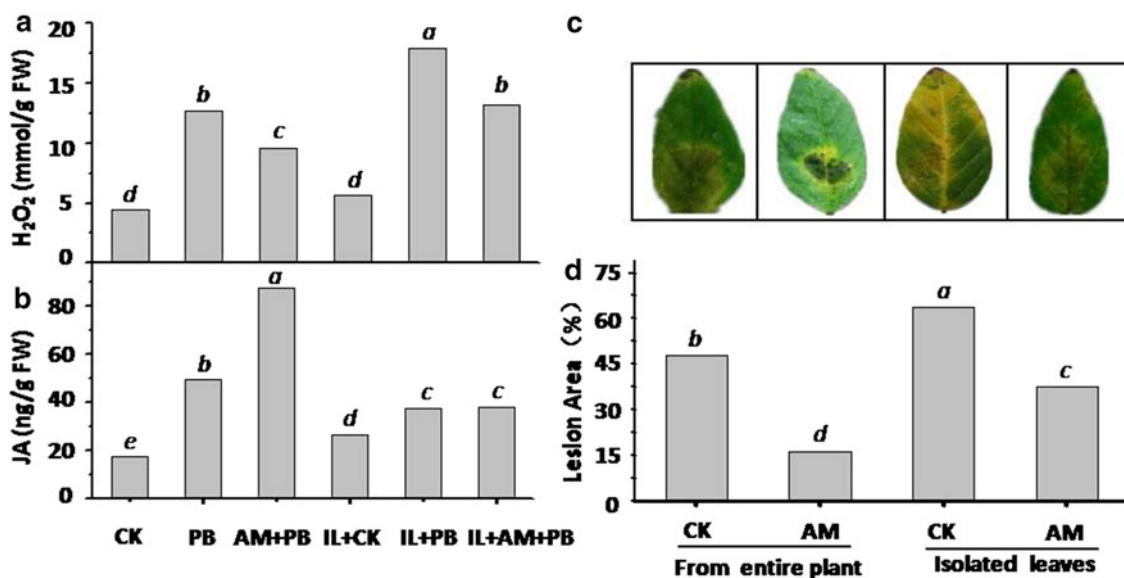 a
H₂O₂ (mmol/g FW)
20
15
10
5
0
d
b
c
d
a
b
b
JA (ng/g FW)
80
60
40
20
0
e
b
a
d
c
c
CK PB AM+PB IL+CK IL+PB IL+AM+PB
c
d
Lesion Area (%)
75
60
45
30
15
0
b
d
a
c
CK AM CK AM
From entire plant Isolated leaves